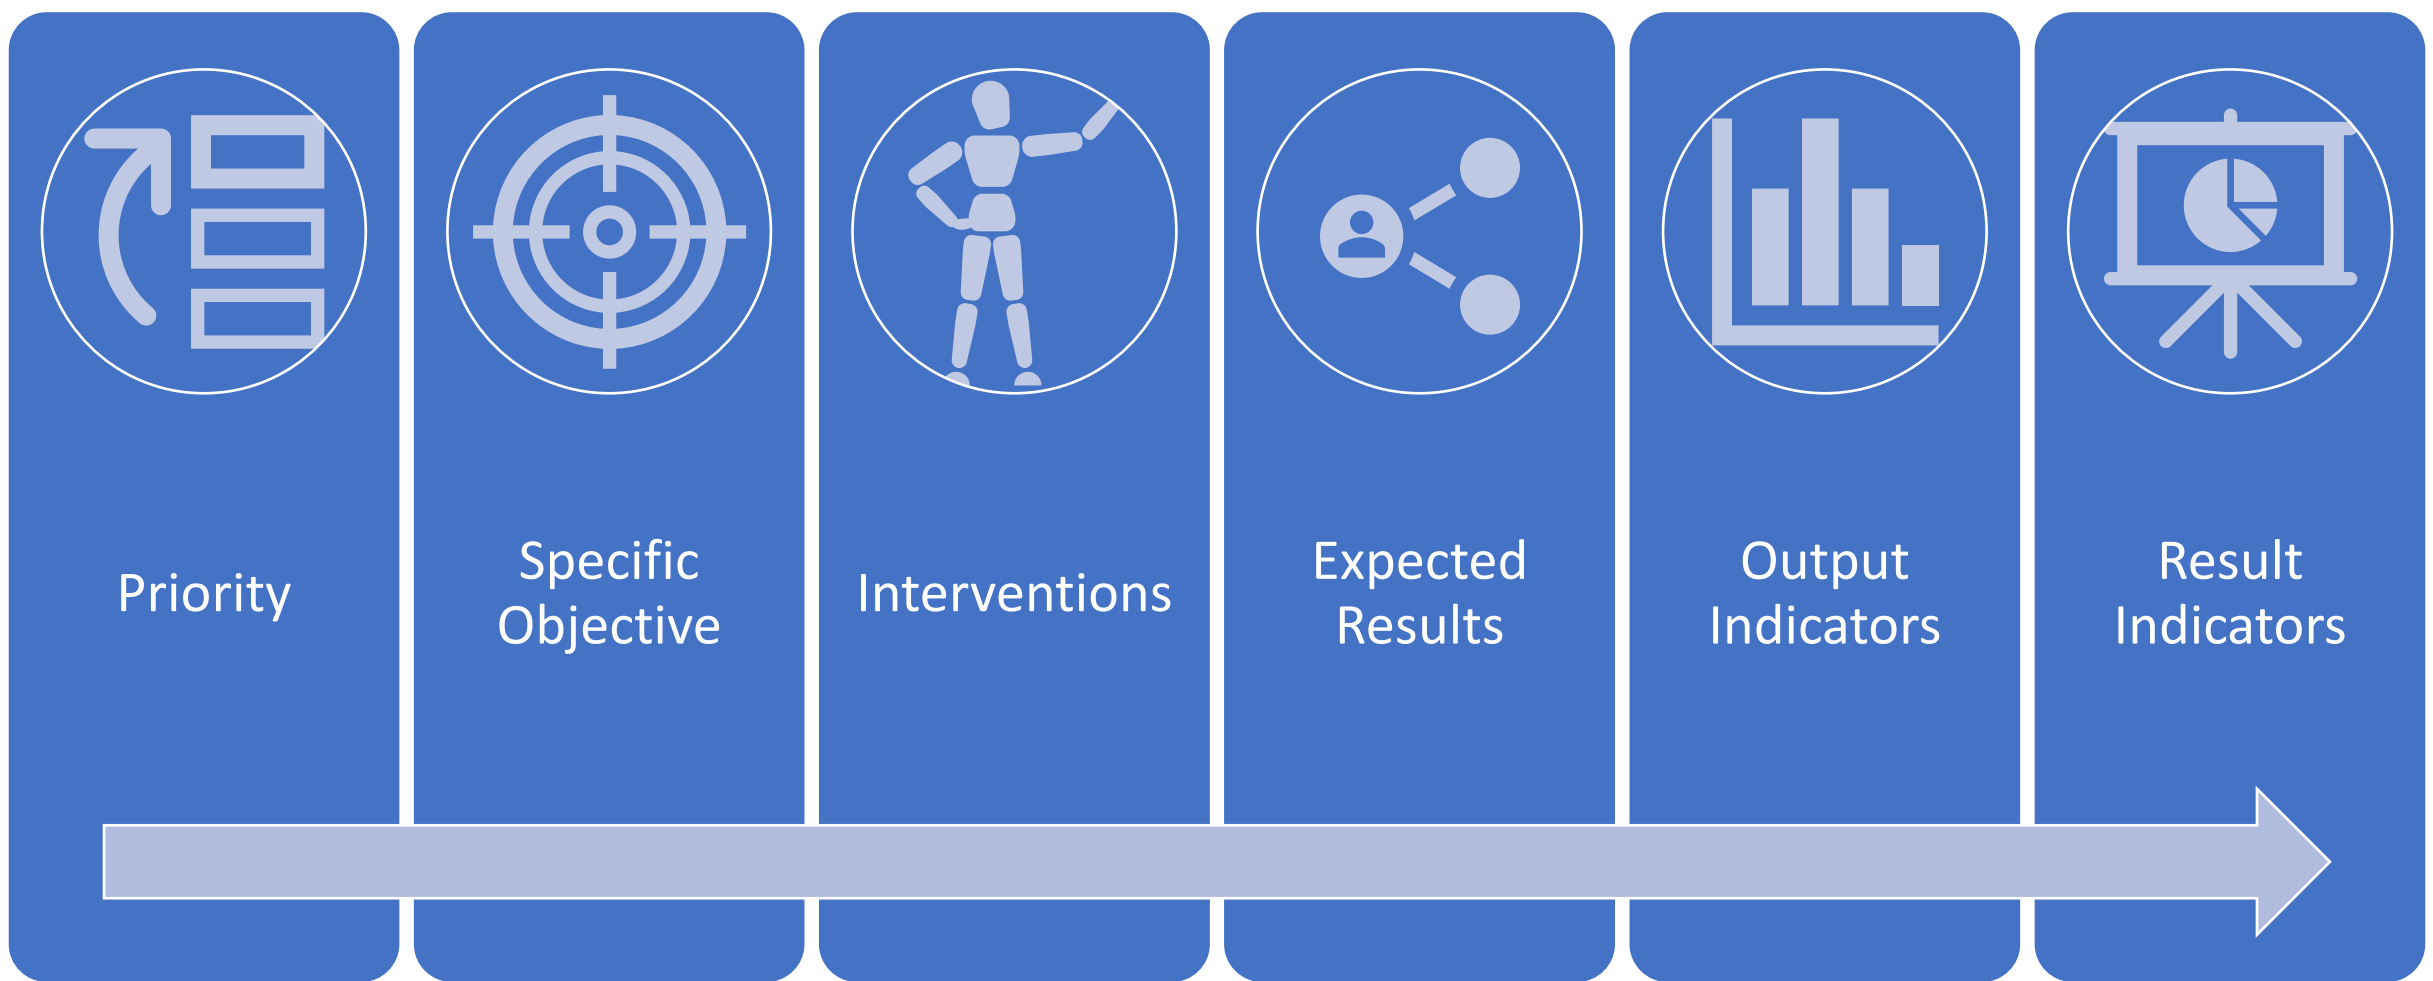 Priority
Specific
Objective
Interventions
Expected
Results
Output
Indicators
Result
Indicators